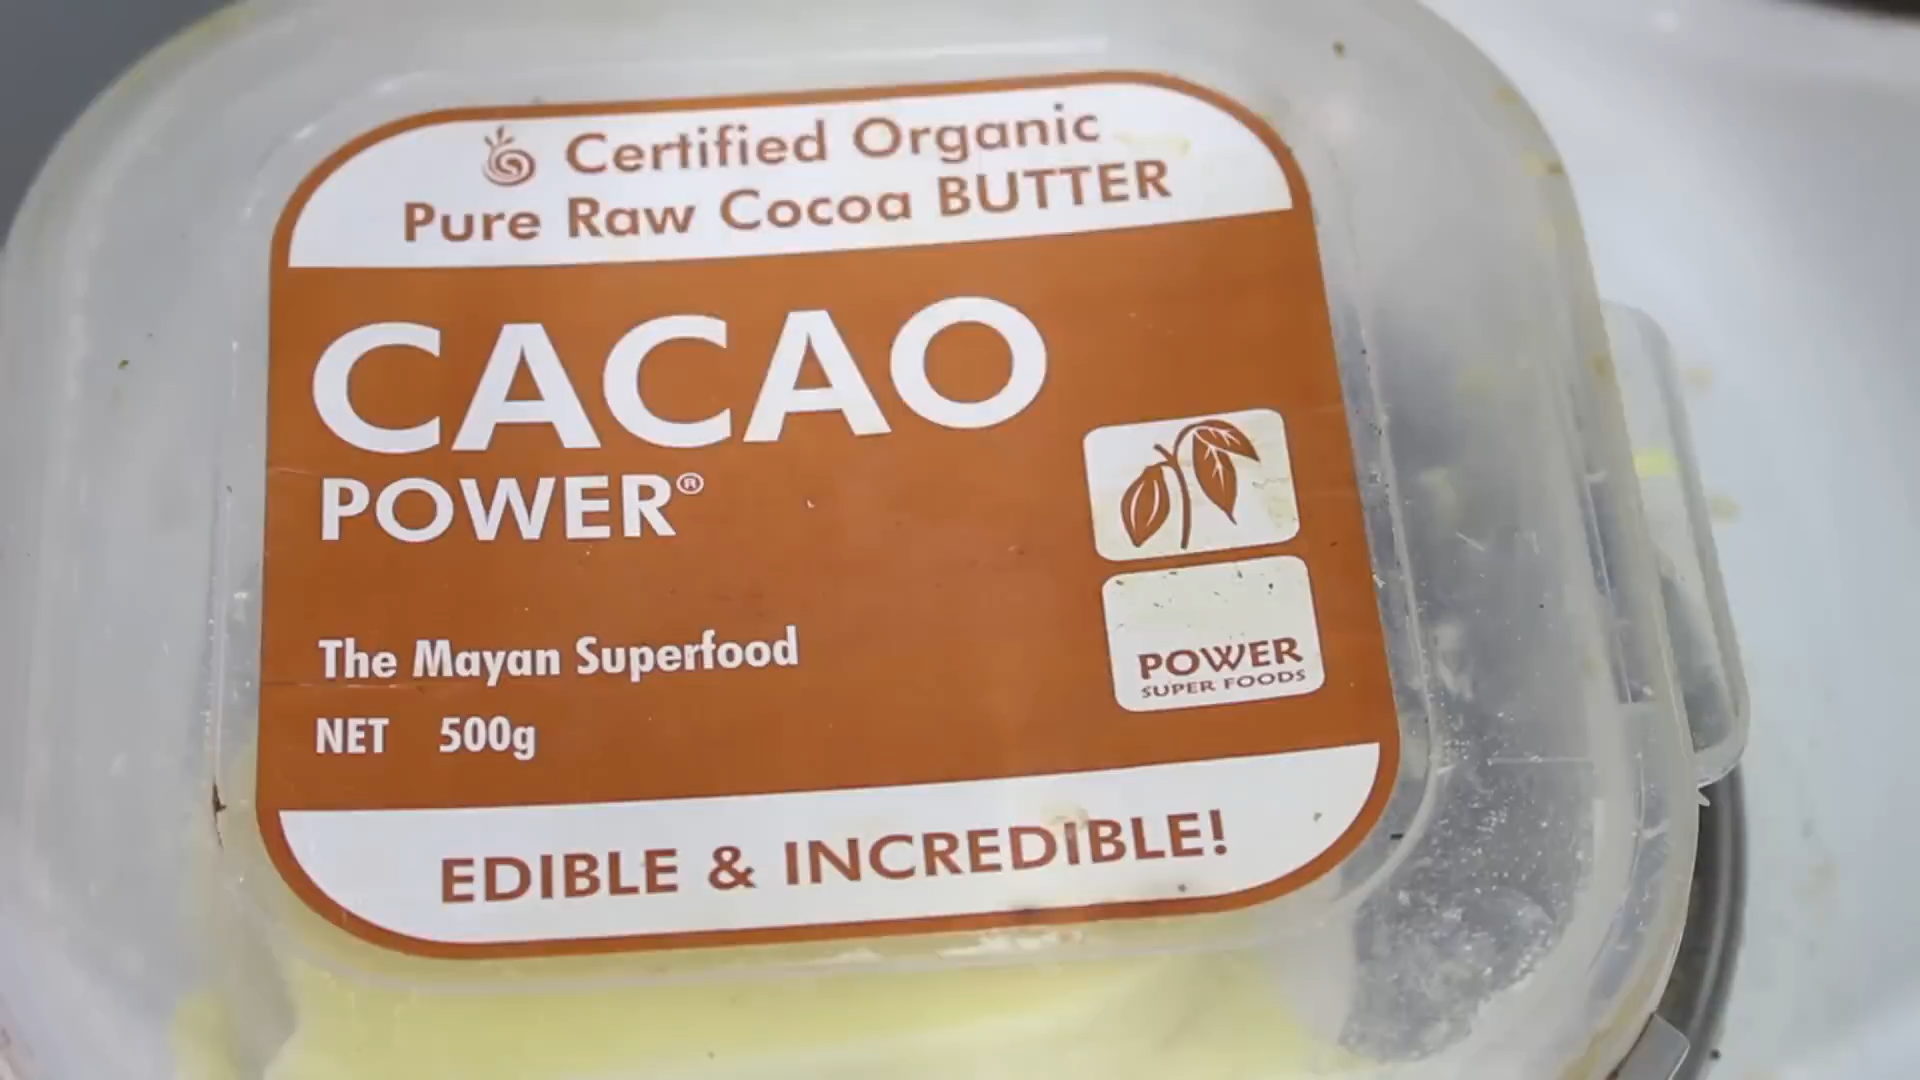 Certified Organic
Pure Raw Cocoa BUTTER
CACAO
POWER®
The Mayan Superfood
NET 500g
POWER
SUPER FOODS
EDIBLE & INCREDIBLE!